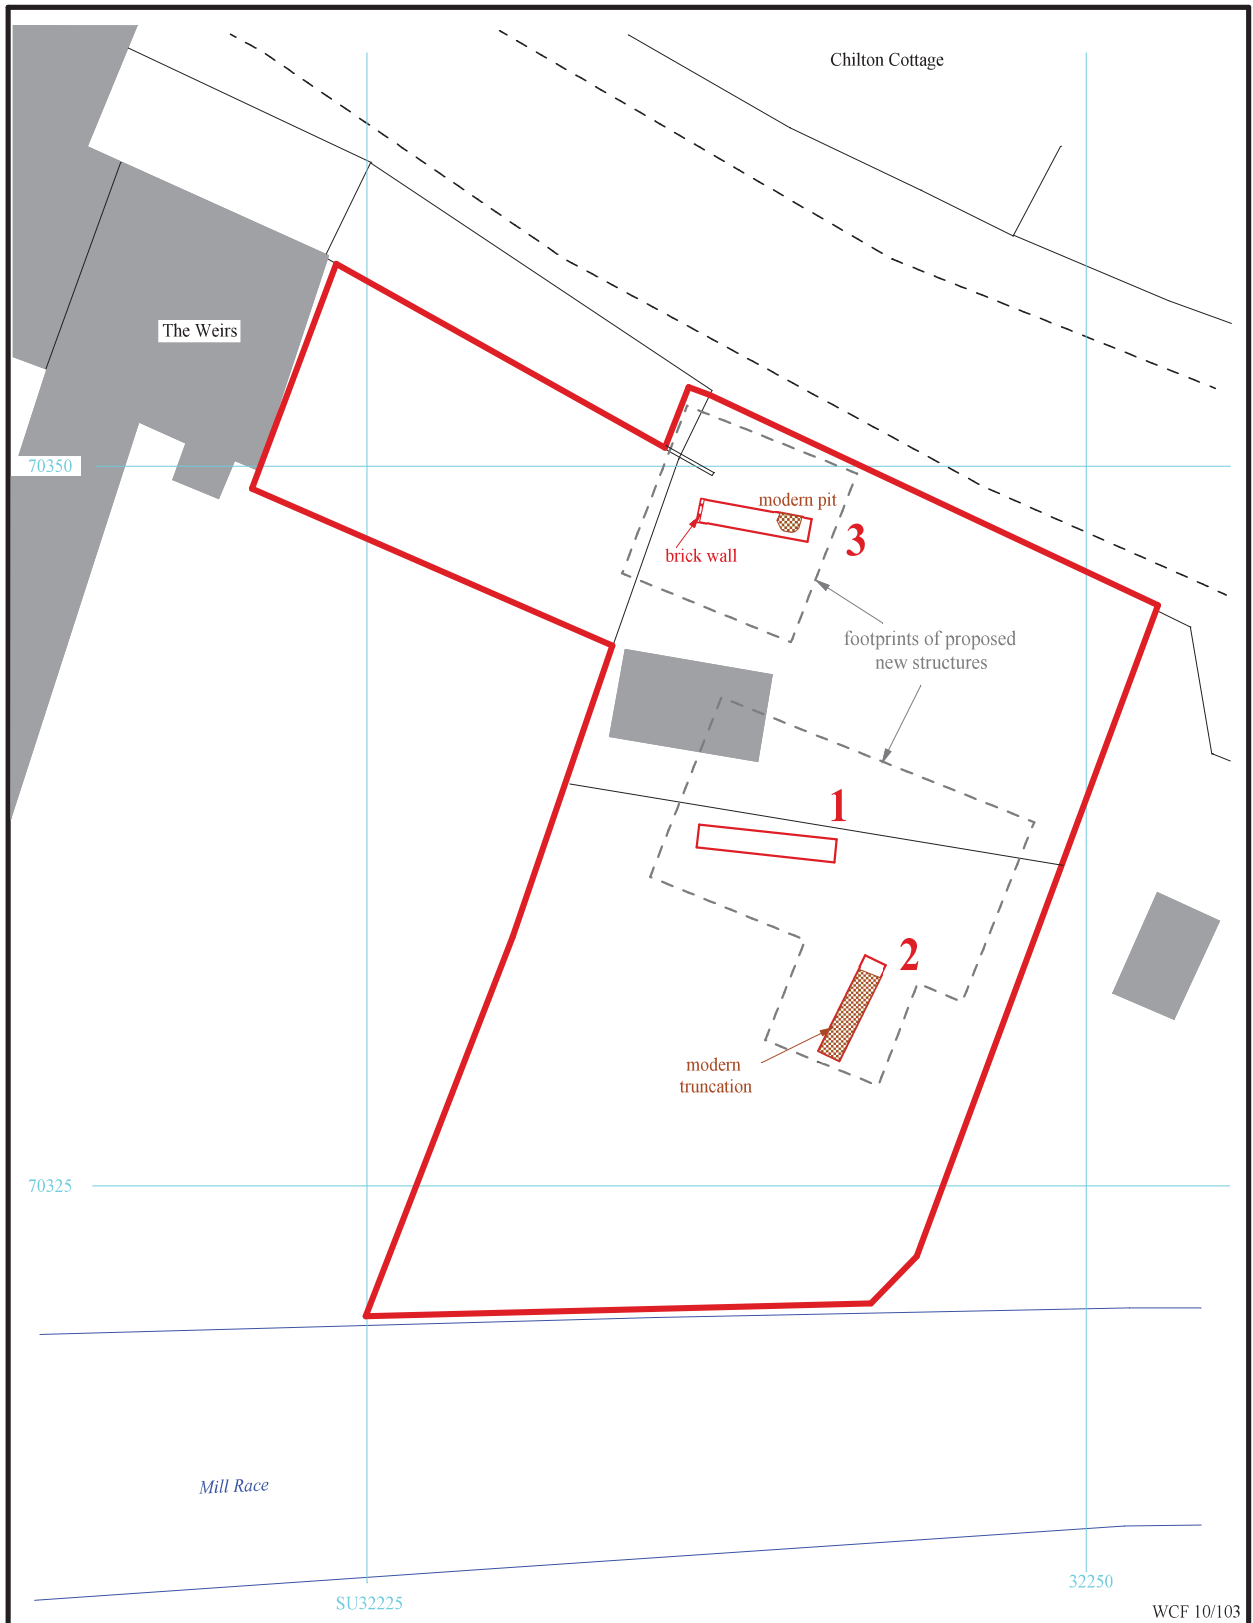 Chilton Cottage
The Weirs
70350
modern pit
3
brick wall
footprints of proposed
new structures
1
2
modern
truncation
70325
Mill Race
32250
SU32225
WCF 10/103